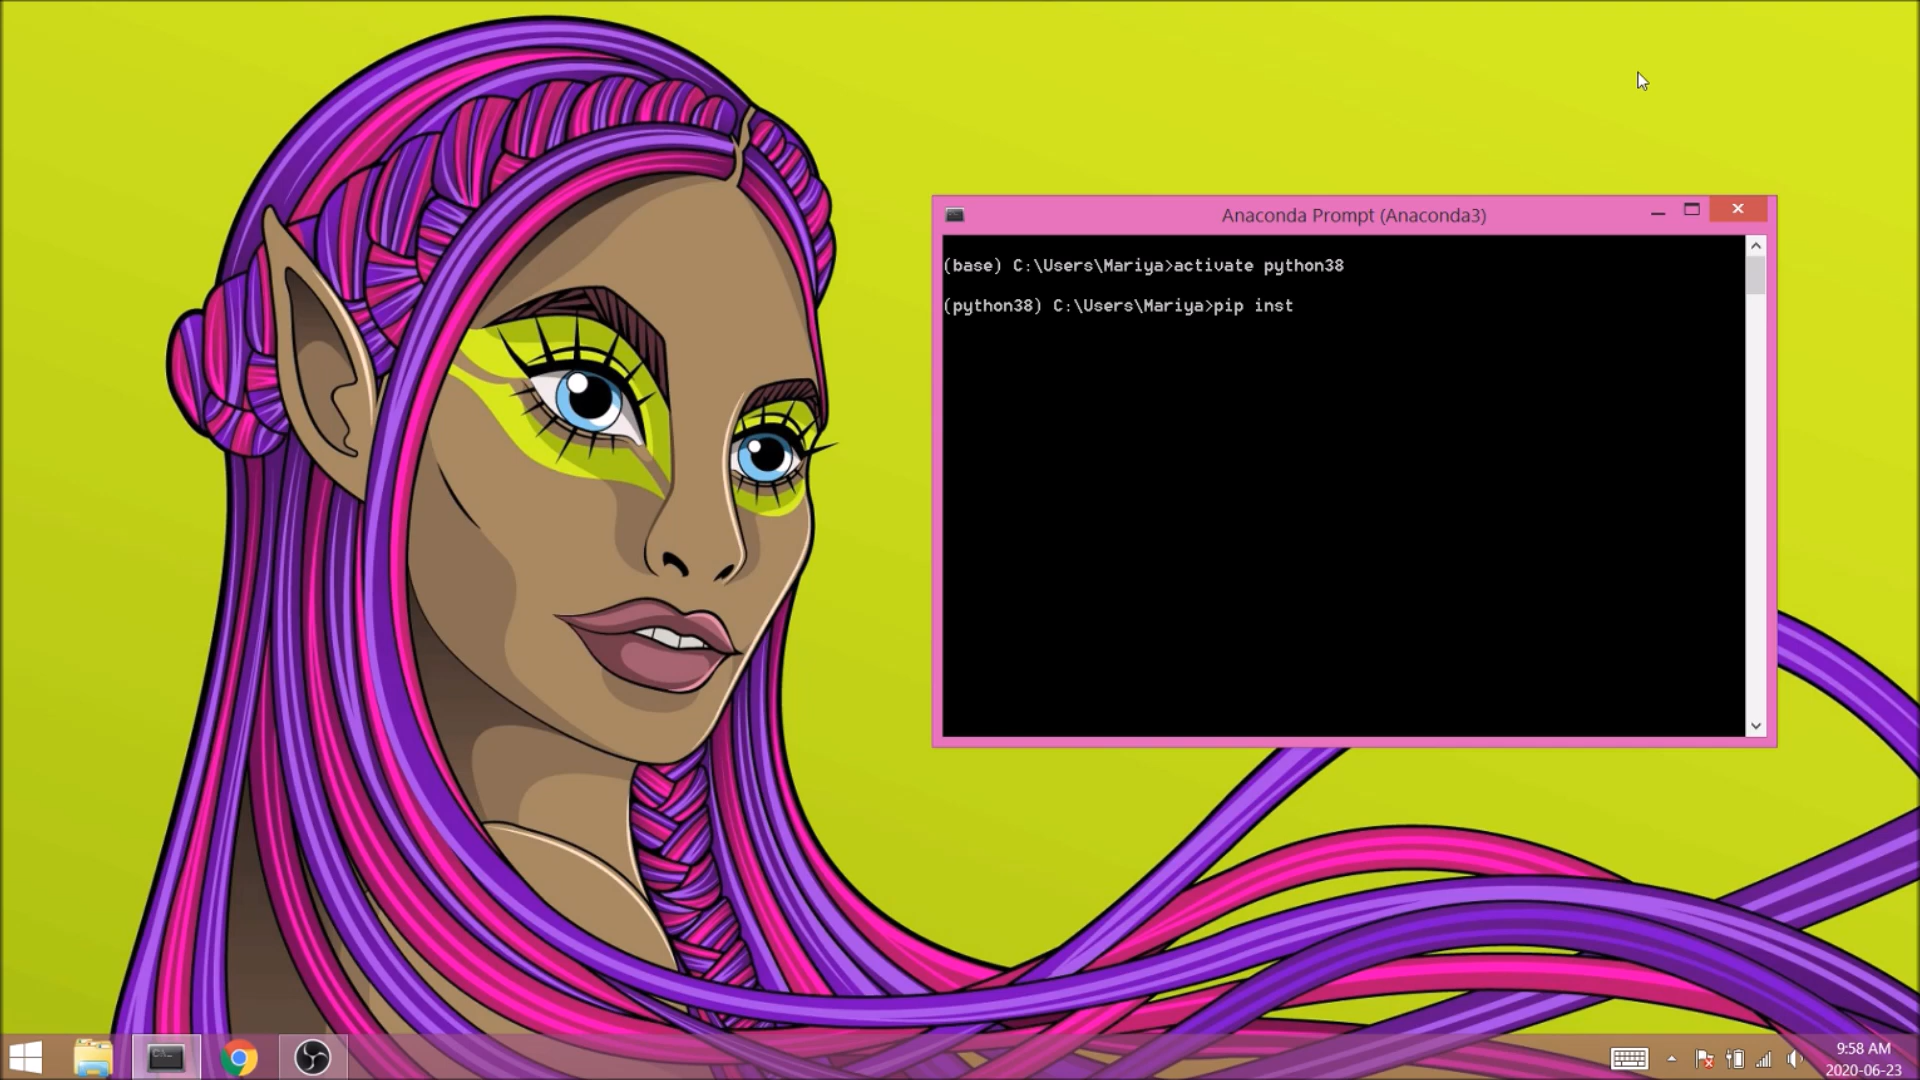 Anaconda Prompt (Anaconda3)
(base) C:\Users\Mariya>activate python38
(python38) C:\Users\Mariya>pip inst
9:58 AM
2020-06-23